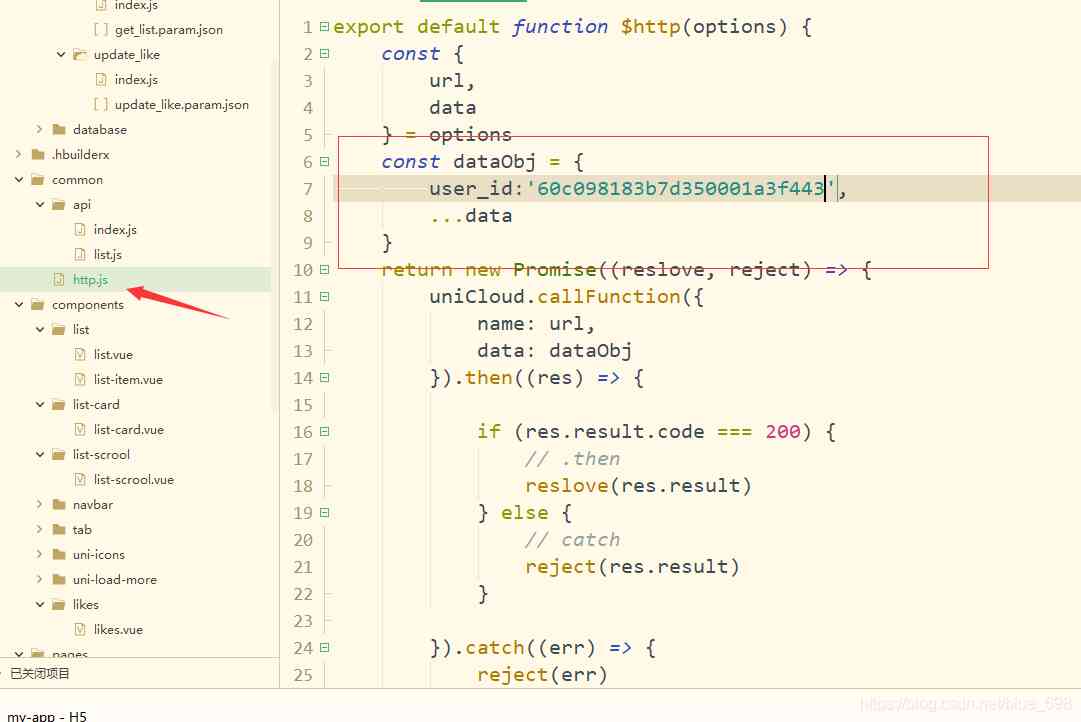 index.js
[ ] get_list.param.json
update_like
index.js
[ ] update_like.param.json
database
.hbuilderx
common
api
index.js
list.js
http.js
components
list
list.vue
list-item.vue
list-card
list-card.vue
list-scrool
list-scrool.vue
navbar
tab
uni-icons
uni-load-more
likes
likes.vue
pages
已关闭项目
my-app - H5
1 export default function $http(options) {
2 const {
3 url,
4 data
5 } = options
6 const dataObj = {
7 user_id:'60c098183b7d350001a3f443',
8 ...data
9 }
10 return new Promise((reslove, reject) => {
11 uniCloud.callFunction({
12 name: url,
13 data: dataObj
14 }).then((res) => {
15
16 if (res.result.code === 200) {
17 // .then
18 reslove(res.result)
19 } else {
20 // catch
21 reject(res.result)
22 }
23
24 }).catch((err) => {
25 reject(err)
https://blog.csdn.net/blue_698